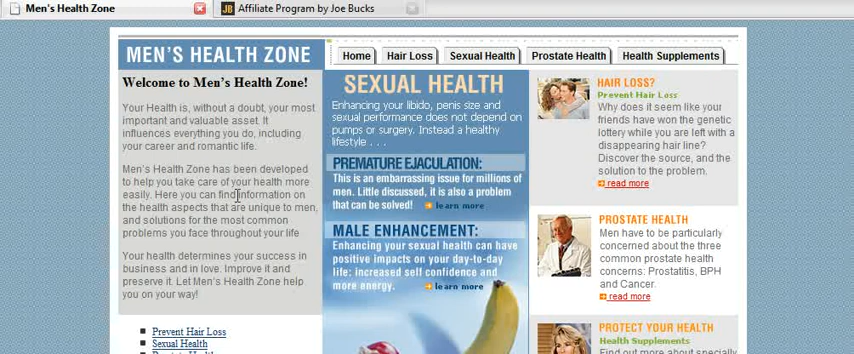 Men's Health Zone
JB Affiliate Program by Joe Bucks
MEN'S HEALTH ZONE
Home
Hair Loss
Sexual Health
Prostate Health
Health Supplements
Welcome to Men's Health Zone!
Your Health is, without a doubt, your most
important and valuable asset. It
influences everything you do, including
your career and romantic life.
Men's Health Zone has been developed
to help you take care of your health more
easily. Here you can find information on
the health aspects that are unique to men,
and solutions for the most common
problems you face throughout your life
Your health determines your success in
business and in love. Improve it and
preserve it. Let Men's Health Zone help
you on your way!
Prevent Hair Loss
Sexual Health
SEXUAL HEALTH
Enhancing your libido, penis size and
sexual performance does not depend on
pumps or surgery. Instead a healthy
lifestyle . . .
PREMATURE EJACULATION:
This is an embarrassing issue for millions of
men. Little discussed, it is also a problem
that can be solved!
learn more
MALE ENHANCEMENT:
Enhancing your sexual health can have
positive impacts on your day-to-day
life: increased self confidence and
more energy.
learn more
HAIR LOSS?
Prevent Hair Loss
Why does it seem like your
friends have won the genetic
lottery while you are left with a
disappearing hair line?
Discover the source, and the
solution to the problem.
read more
PROSTATE HEALTH
Men have to be particularly
concerned about the three
common prostate health
concerns: Prostatitis, BPH
and Cancer.
read more
PROTECT YOUR HEALTH
Health Supplements
Find out more about specially